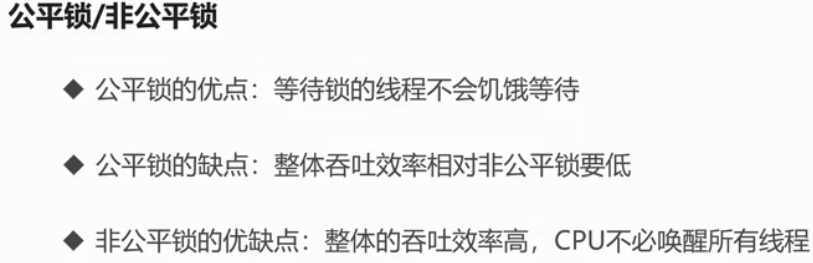 公平锁/非公平锁
◆ 公平锁的优点：等待锁的线程不会饥饿等待
◆ 公平锁的缺点：整体吞吐效率相对非公平锁要低
◆ 非公平锁的优缺点：整体的吞吐效率高，CPU不必唤醒所有线程